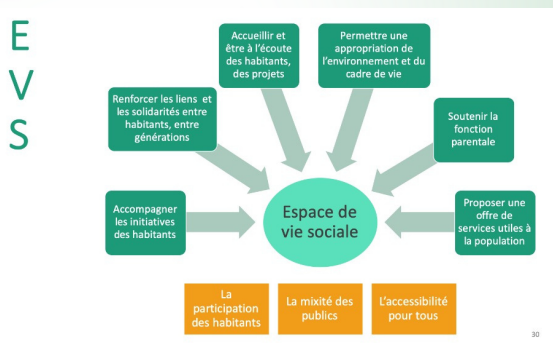 E
V
S
Accueillir et
être à l'écoute
des habitants,
des projets
Permettre une
appropriation de
l'environnement et du
cadre de vie
Renforcer les liens et
les solidarités entre
habitants, entre
générations
Soutenir la
fonction
parentale
Accompagner
les initiatives
des habitants
Espace de
vie sociale
Proposer une
offre de
services utiles à
la population
La
participation
des habitants
La mixité des
publics
L'accessibilité
pour tous
30